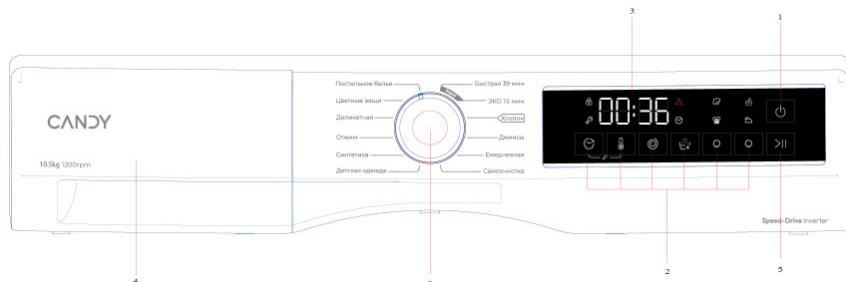 3
1
Постельное белье
Быстрая 39 мин
Цветные вещи
ЭКО 15 мин
CANDY
Деликатная
Хлопок
00:36
Отжим
Джинсы
10.5kg 1200rpm
Синтетика
Ежедневная
Детская одежда
Самоочистка
Speed-Drive Inverter
2
5
4